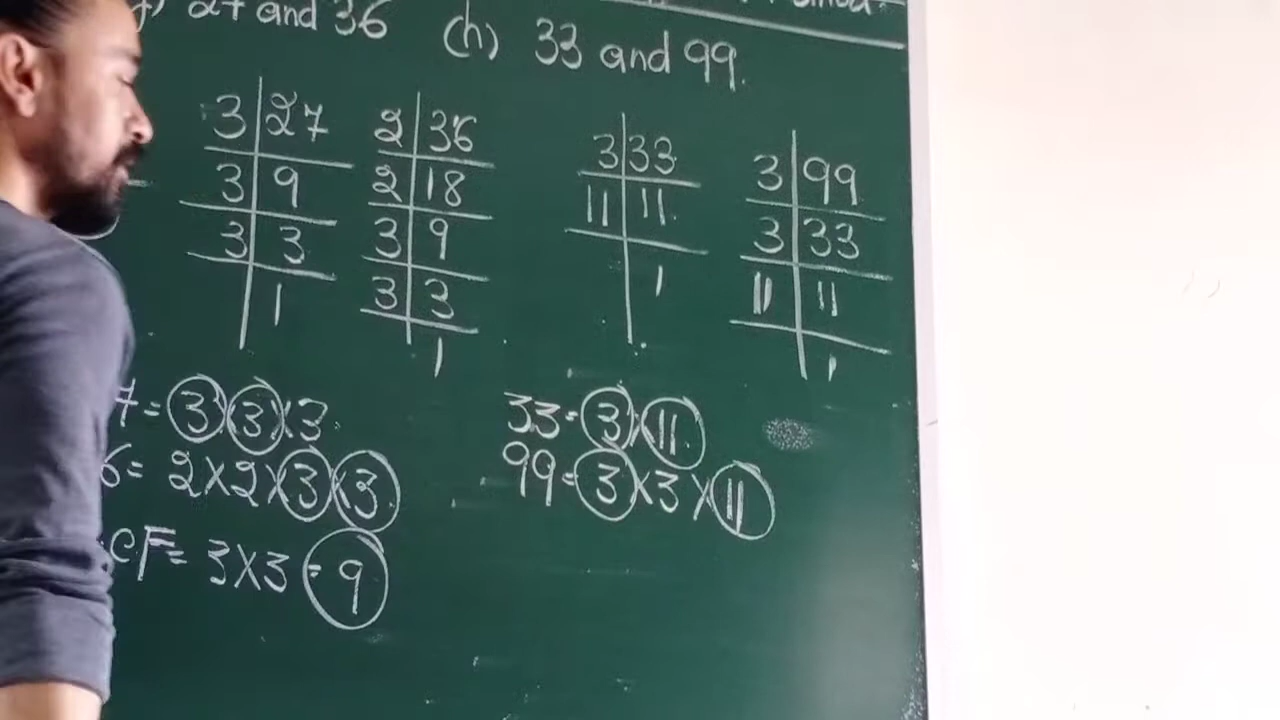 27 and 36 (h) 33 and 99.
3 27
3 9
3 3
1
2 36
2 18
3 9
3 3
1
3 33
11 11
1
3 99
3 33
11 11
1
7 = 3 × 3 × 3
6 = 2 × 2 × 3 × 3
CF = 3 × 3 = 9
33 = 3 × 11
99 = 3 × 3 × 11